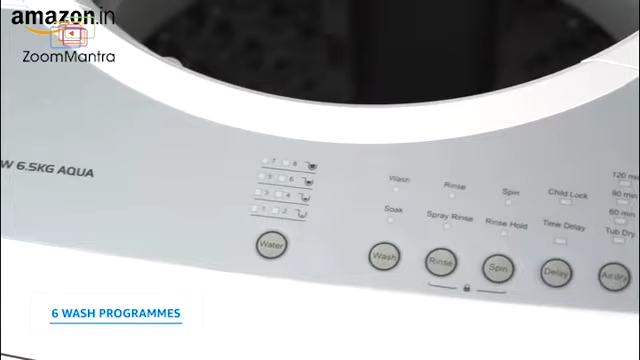 amazon.in
ZoomMantra
W 6.5KG AQUA
7 8
5 6
3 4
1 2
Water
Wash
Soak
Wash
Rinse
Spray Rinse
Rinse
Spin
Rinse Hold
Spin
Child Lock
Time Delay
Delay
120 min
90 min
60 min
Tub Dry
Air dry
6 WASH PROGRAMMES